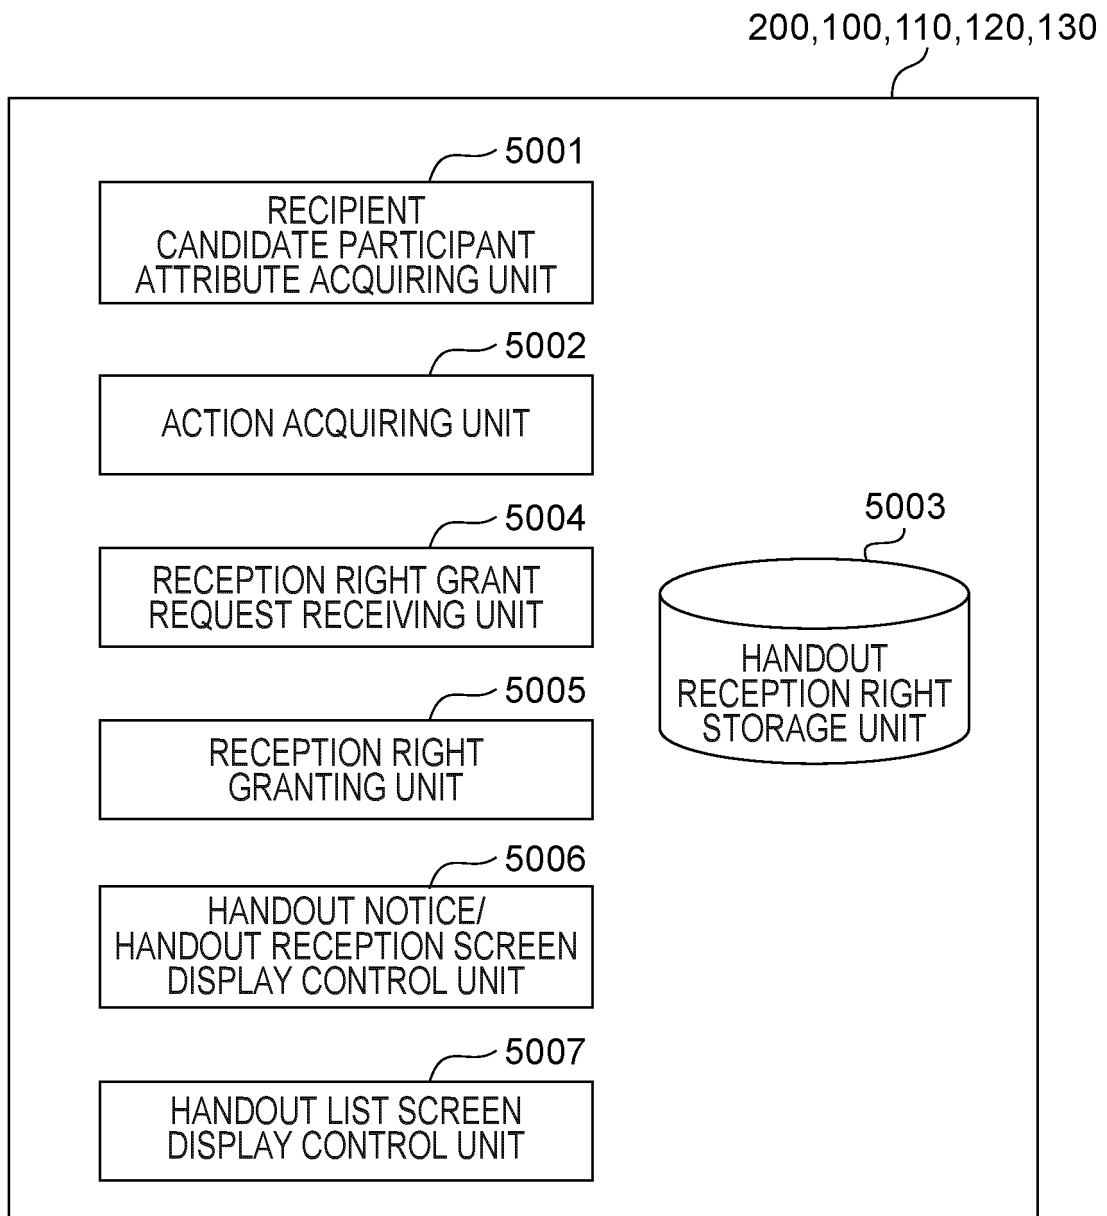 200,100,110,120,130
5001
RECIPIENT
CANDIDATE PARTICIPANT
ATTRIBUTE ACQUIRING UNIT
5002
ACTION ACQUIRING UNIT
5004
RECEPTION RIGHT GRANT
REQUEST RECEIVING UNIT
5003
HANDOUT
RECEPTION RIGHT
STORAGE UNIT
5005
RECEPTION RIGHT
GRANTING UNIT
5006
HANDOUT NOTICE/
HANDOUT RECEPTION SCREEN
DISPLAY CONTROL UNIT
5007
HANDOUT LIST SCREEN
DISPLAY CONTROL UNIT